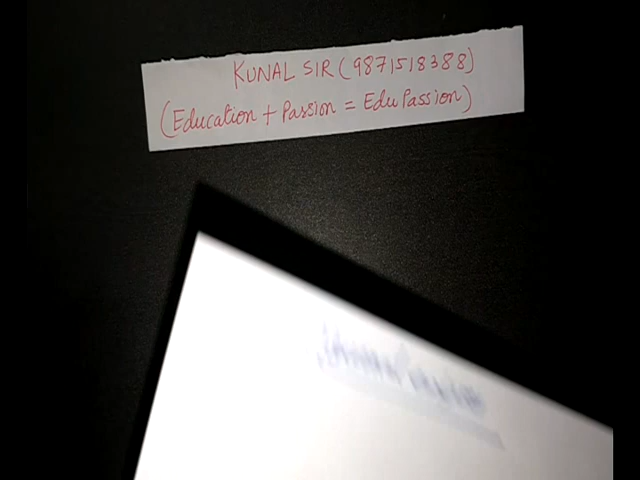 KUNAL SIR (9871518388)
(Education + Passion = EduPassion)